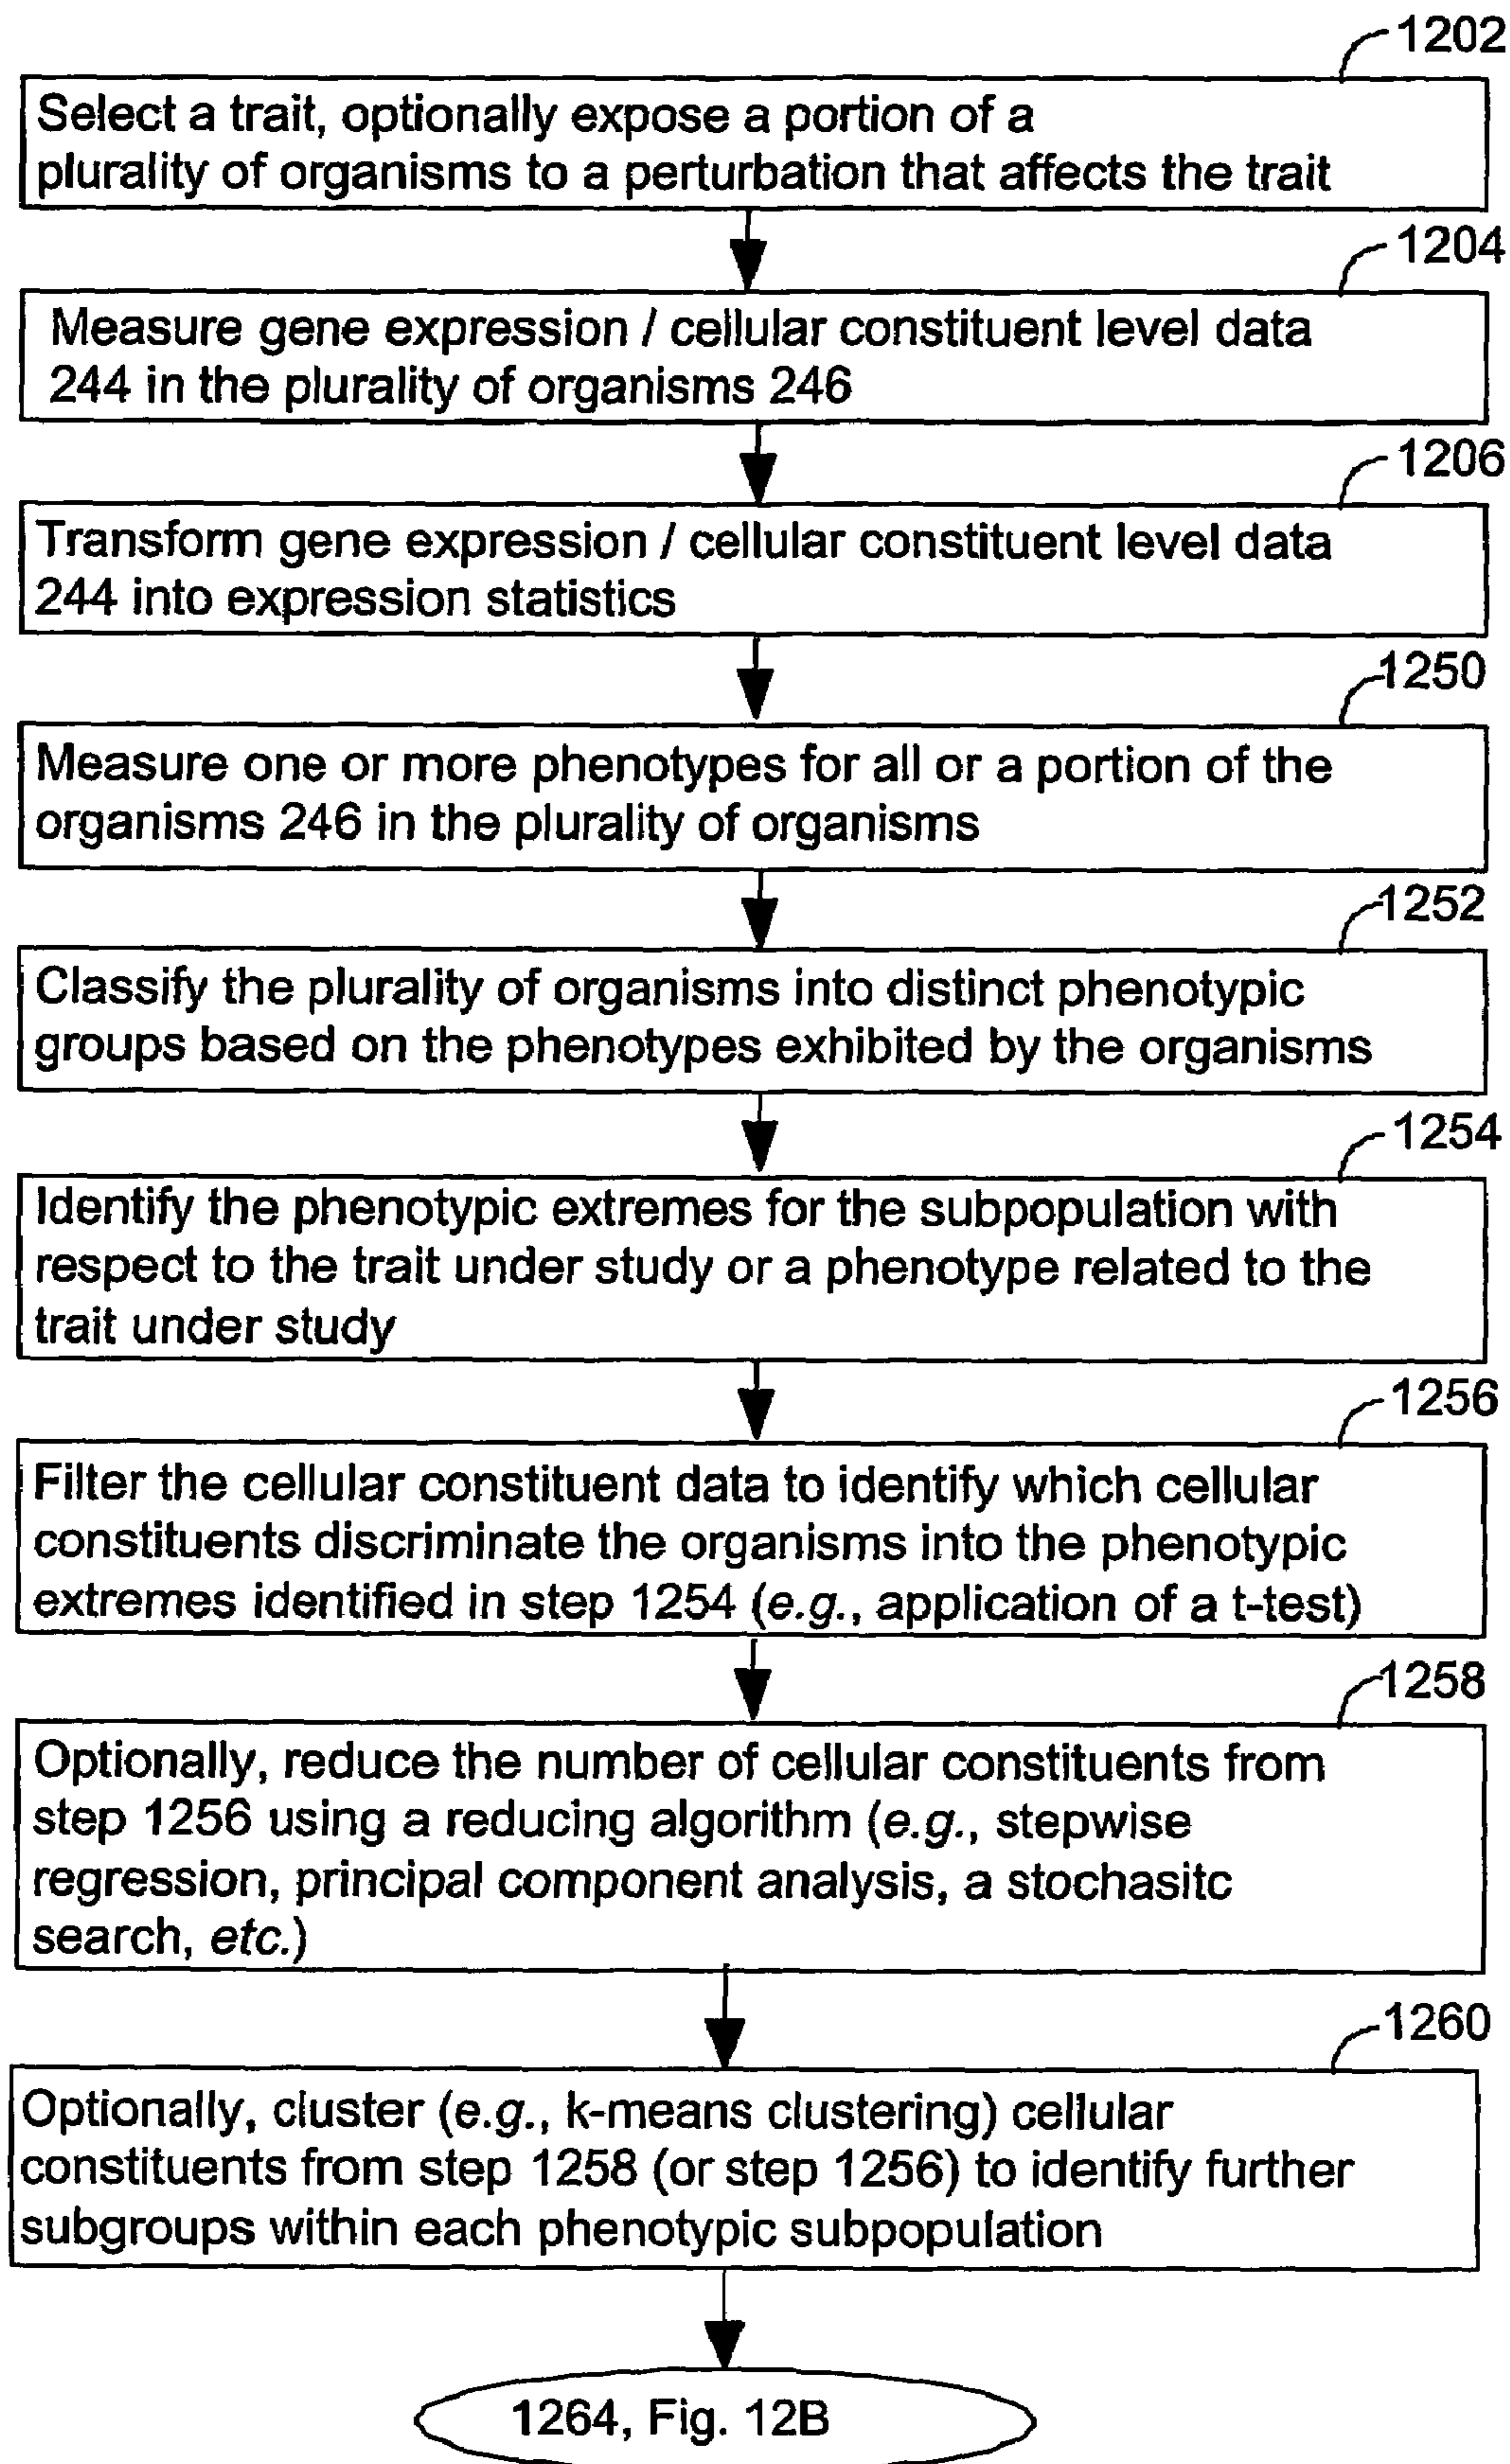 1202
Select a trait, optionally expose a portion of a
plurality of organisms to a perturbation that affects the trait
1204
Measure gene expression / cellular constituent level data
244 in the plurality of organisms 246
1206
Transform gene expression / cellular constituent level data
244 into expression statistics
1250
Measure one or more phenotypes for all or a portion of the
organisms 246 in the plurality of organisms
1252
Classify the plurality of organisms into distinct phenotypic
groups based on the phenotypes exhibited by the organisms
1254
Identify the phenotypic extremes for the subpopulation with
respect to the trait under study or a phenotype related to the
trait under study
1256
Filter the cellular constituent data to identify which cellular
constituents discriminate the organisms into the phenotypic
extremes identified in step 1254 (e.g., application of a t-test)
1258
Optionally, reduce the number of cellular constituents from
step 1256 using a reducing algorithm (e.g., stepwise
regression, principal component analysis, a stochasitc
search, etc.)
1260
Optionally, cluster (e.g., k-means clustering) cellular
constituents from step 1258 (or step 1256) to identify further
subgroups within each phenotypic subpopulation
1264, Fig. 12B